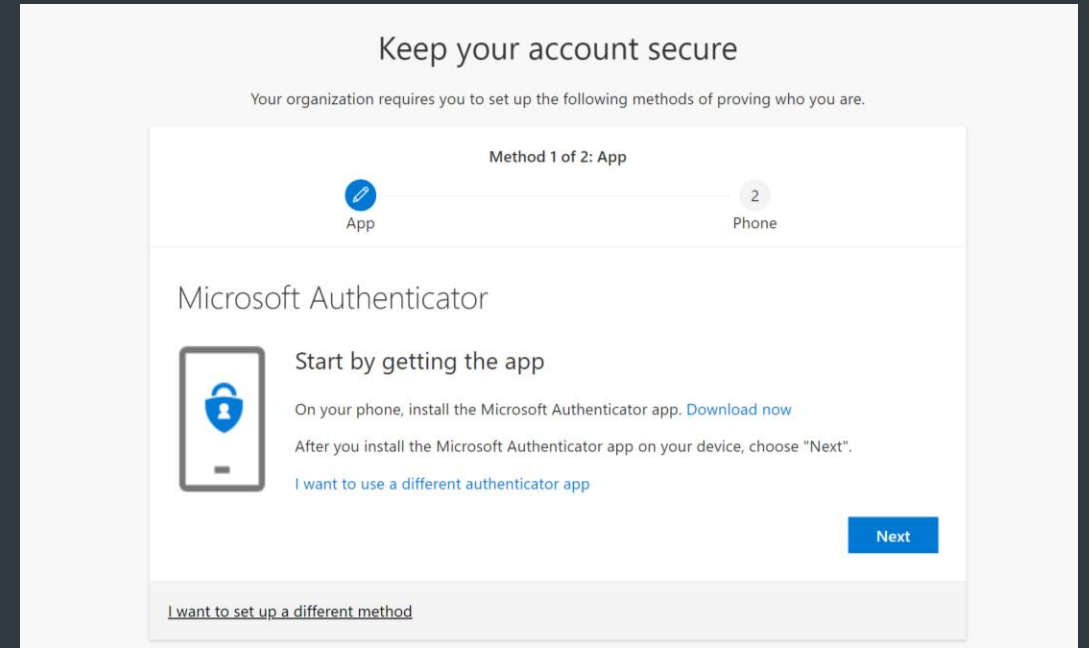 Keep your account secure
Your organization requires you to set up the following methods of proving who you are.
Method 1 of 2: App
2
App
Phone
Microsoft Authenticator
Start by getting the app
On your phone, install the Microsoft Authenticator app. Download now
After you install the Microsoft Authenticator app on your device, choose "Next".
I want to use a different authenticator app
Next
I want to set up a different method